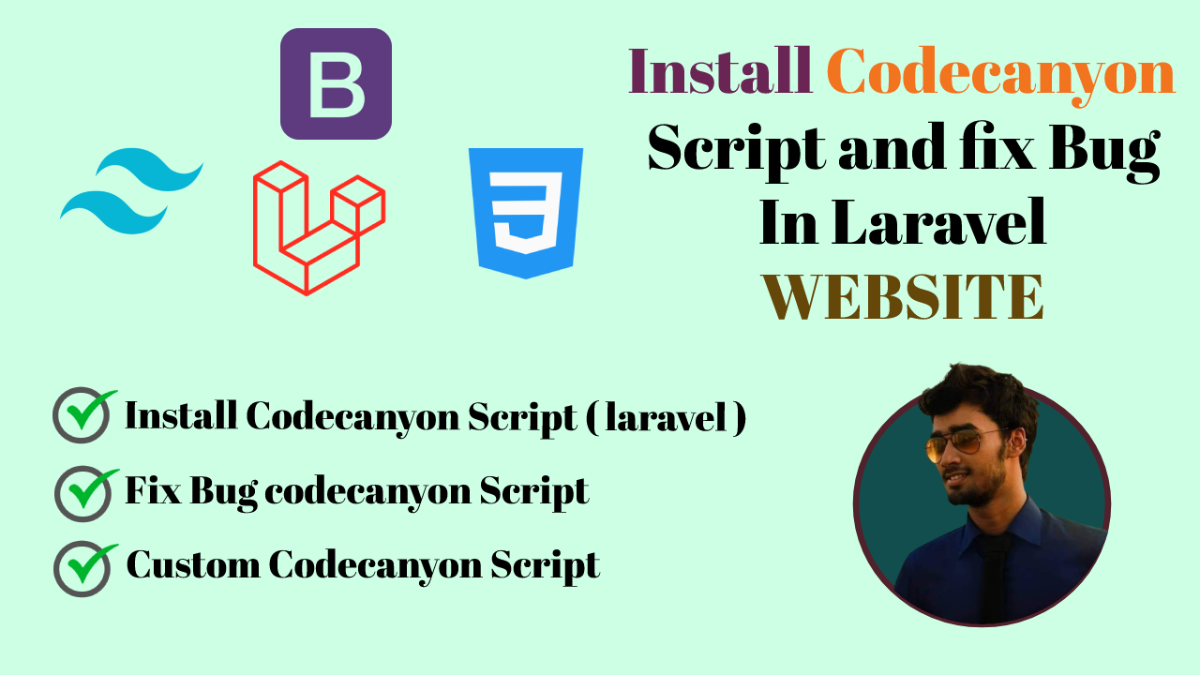 B
Install Codecanyon
Script and fix Bug
In Laravel
WEBSITE
Install Codecanyon Script ( laravel )
Fix Bug codecanyon Script
Custom Codecanyon Script